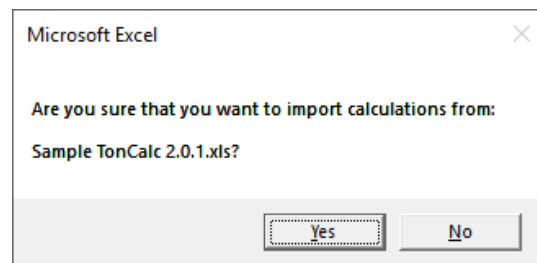 Microsoft Excel
Are you sure that you want to import calculations from:
Sample TonCalc 2.0.1.xls?
Yes
No